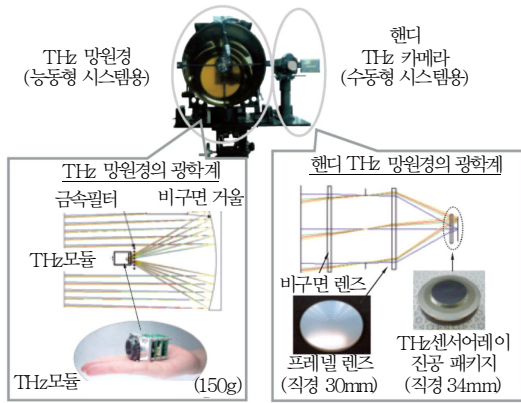 THz 망원경
(능동형 시스템용)
핸디
THz 카메라
(수동형 시스템용)
THz 망원경의 광학계
금속필터
비구면 거울
THz모듈
THz모듈
(150g)
핸디 THz 망원경의 광학계
비구면 렌즈
프레넬 렌즈
(직경 30mm)
THz센서어레이
진공 패키지
(직경 34mm)